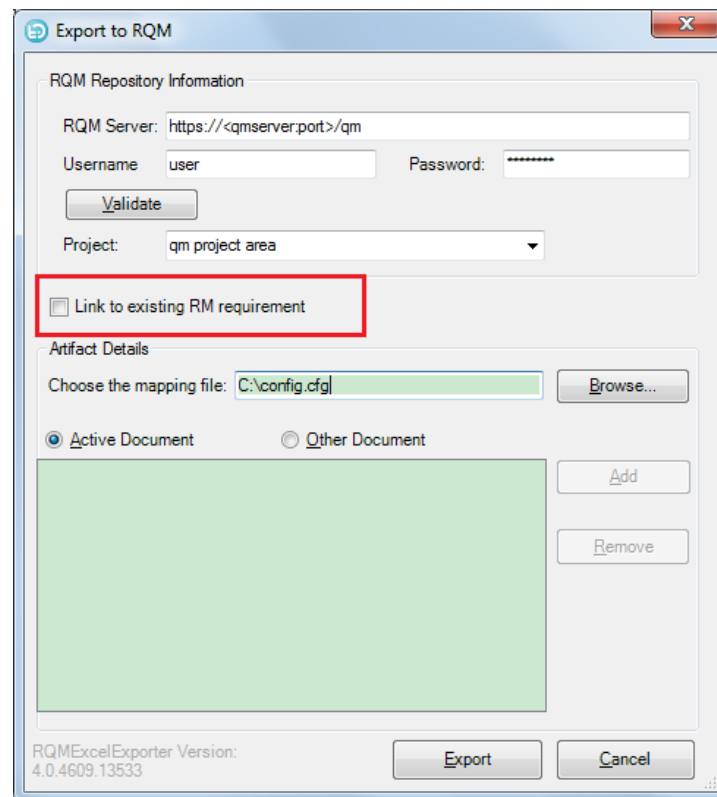 Export to RQM
RQM Repository Information
RQM Server: https://<qmserver:port>/qm
Username user Password: ********
Validate
Project: qm project area
Link to existing RM requirement
Artifact Details
Choose the mapping file: C:\config.cfg Browse...
Active Document Other Document
Add
Remove
RQMExcelExporter Version:
4.0.4609.13533
Export Cancel